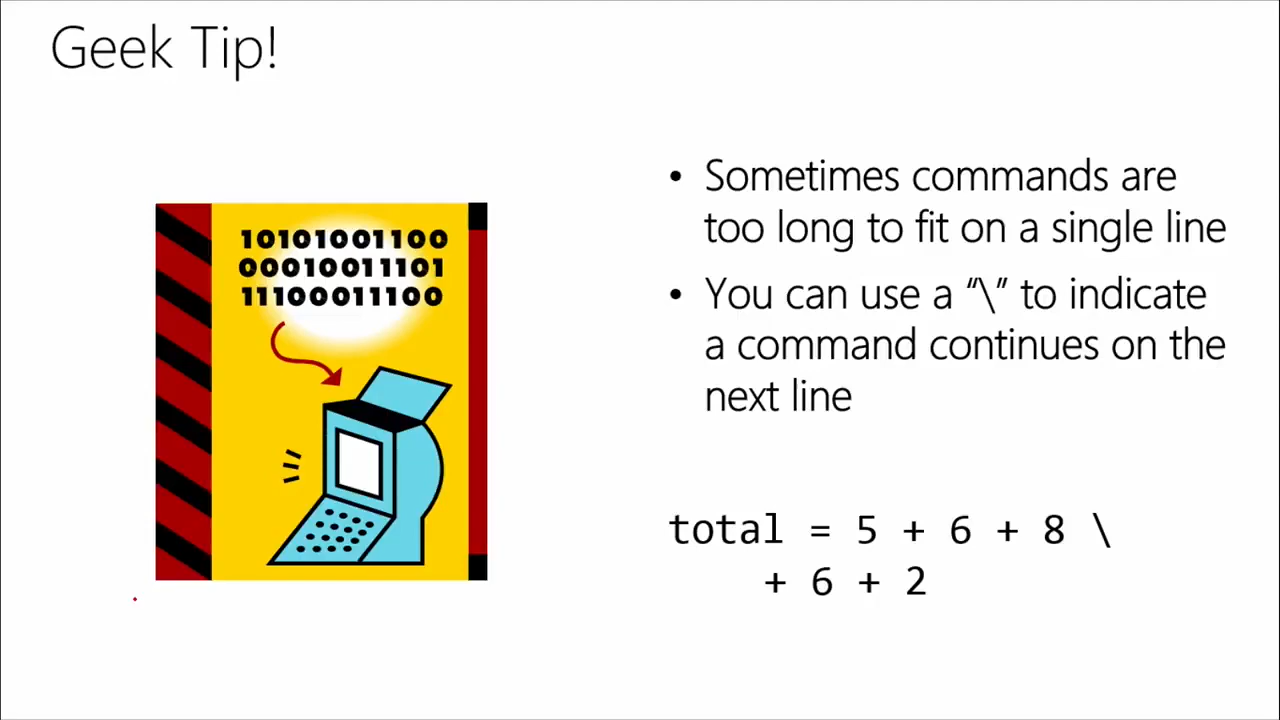 Geek Tip!
10101001100
00010011101
11100011100
• Sometimes commands are
too long to fit on a single line
• You can use a “\” to indicate
a command continues on the
next line
total = 5 + 6 + 8 \
+ 6 + 2